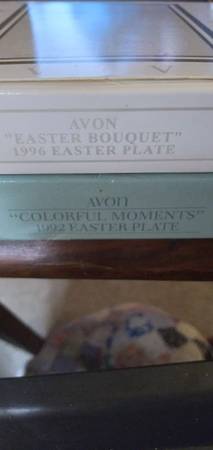 AVON
"EASTER BOUQUET"
1996 EASTER PLATE
AVON
"COLORFUL MOMENTS"
1992 EASTER PLATE